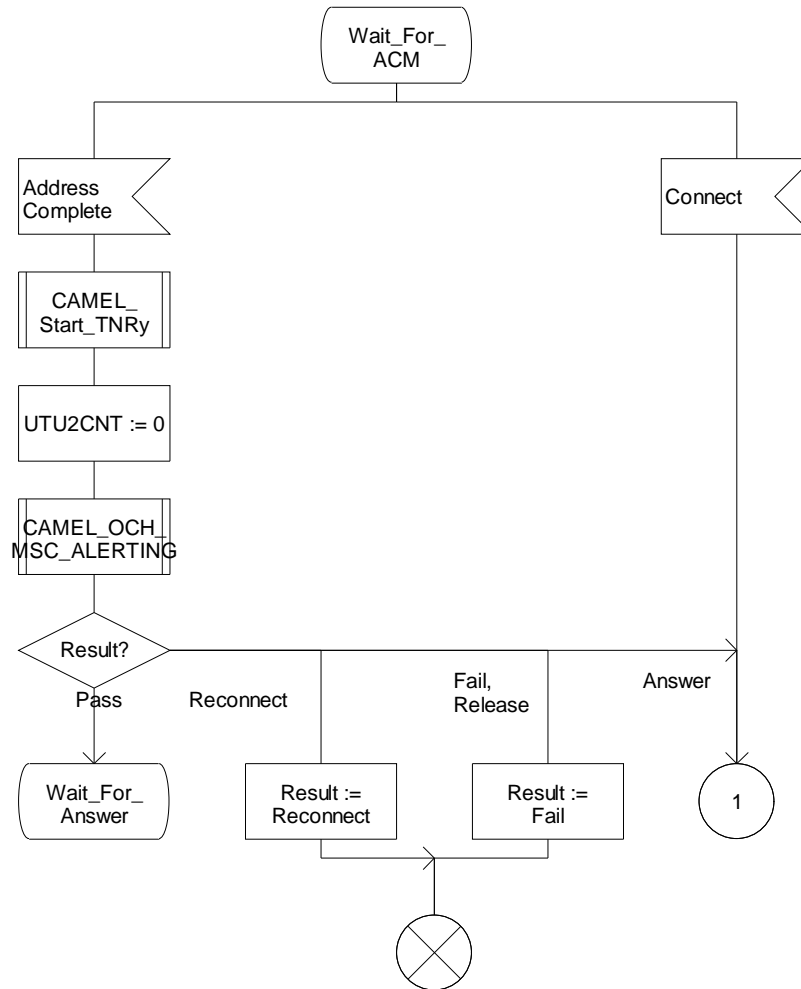 Wait_For_
ACM
Address
Complete
Connect
CAMEL_
Start_TNRy
UTU2CNT := 0
CAMEL_OCH_
MSC_ALERTING
Result?
Pass
Reconnect
Fail,
Release
Answer
Wait_For_
Answer
Result :=
Reconnect
Result :=
Fail
1